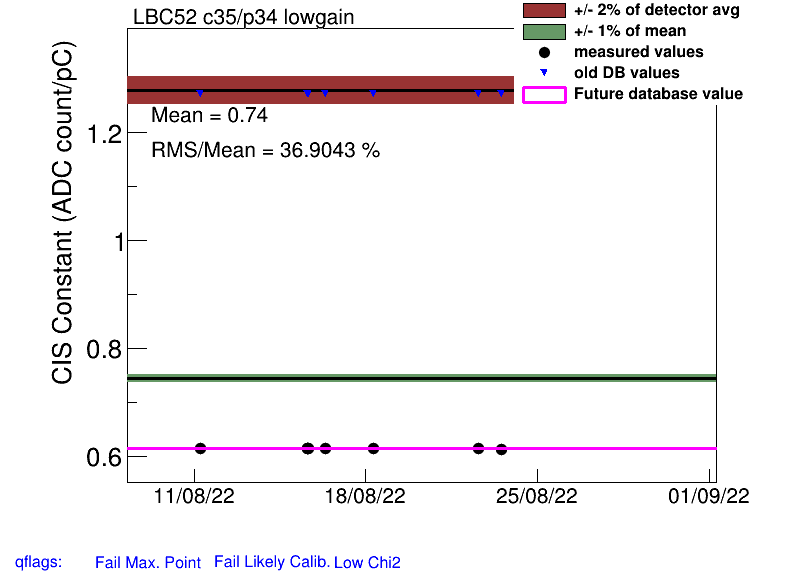 LBC52 c35/p34 lowgain
+/- 2% of detector avg
+/- 1% of mean
measured values
old DB values
Future database value
Mean = 0.74
RMS/Mean = 36.9043 %
CIS Constant (ADC count/pC)
1.2
1
0.8
0.6
11/08/22 18/08/22 25/08/22 01/09/22
qflags: Fail Max. Point Fail Likely Calib. Low Chi2